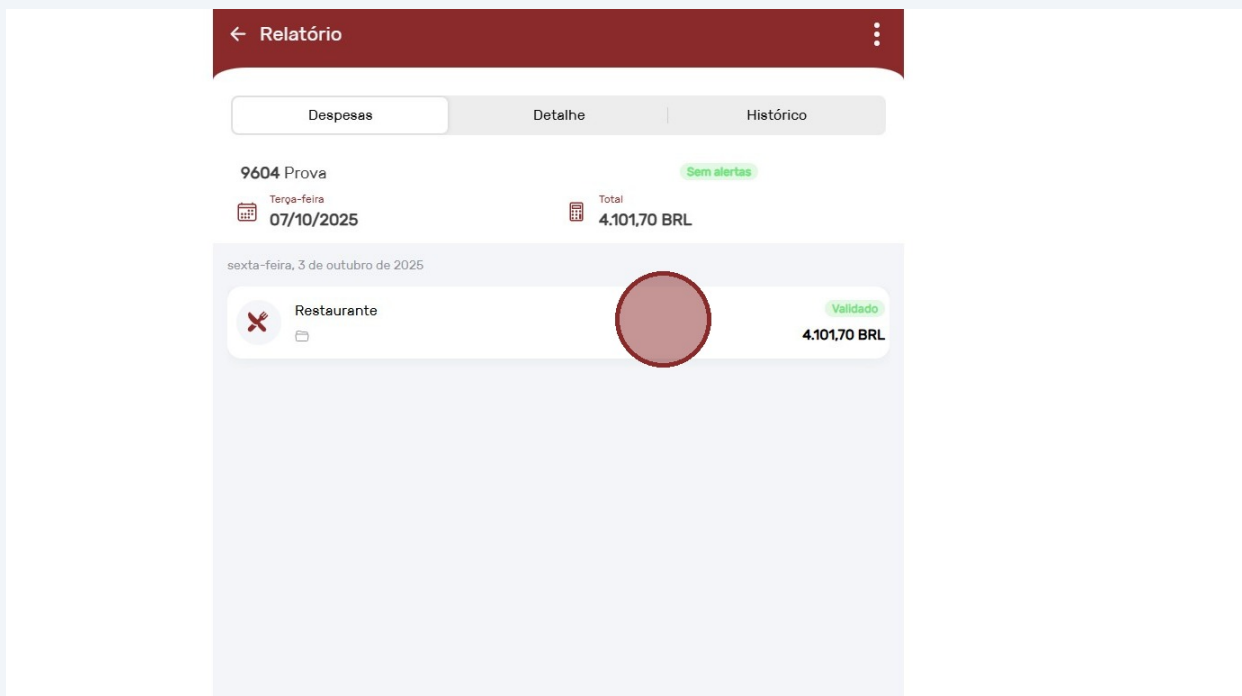 Relatório
Despesas Detalhe Histórico
9604 Prova Sem alertas
Terça-feira Total
07/10/2025 4.101,70 BRL
sexta-feira, 3 de outubro de 2025
Restaurante Validado
4.101,70 BRL